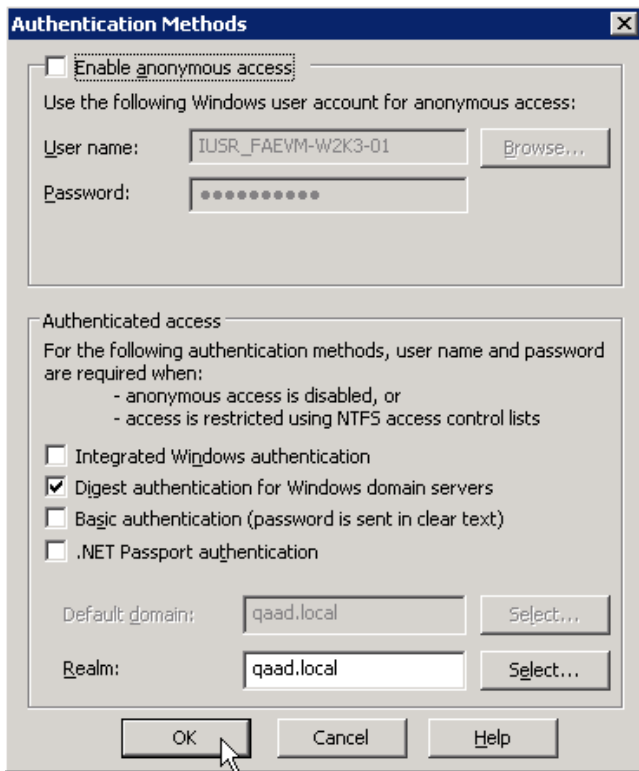 Authentication Methods
Enable anonymous access
Use the following Windows user account for anonymous access:
User name: IUSR_FAEVM-W2K3-01 Browse...
Password: ●●●●●●●●●●
Authenticated access
For the following authentication methods, user name and password
are required when:
- anonymous access is disabled, or
- access is restricted using NTFS access control lists
Integrated Windows authentication
Digest authentication for Windows domain servers
Basic authentication (password is sent in clear text)
.NET Passport authentication
Default domain: qaad.local Select...
Realm: qaad.local Select...
OK Cancel Help